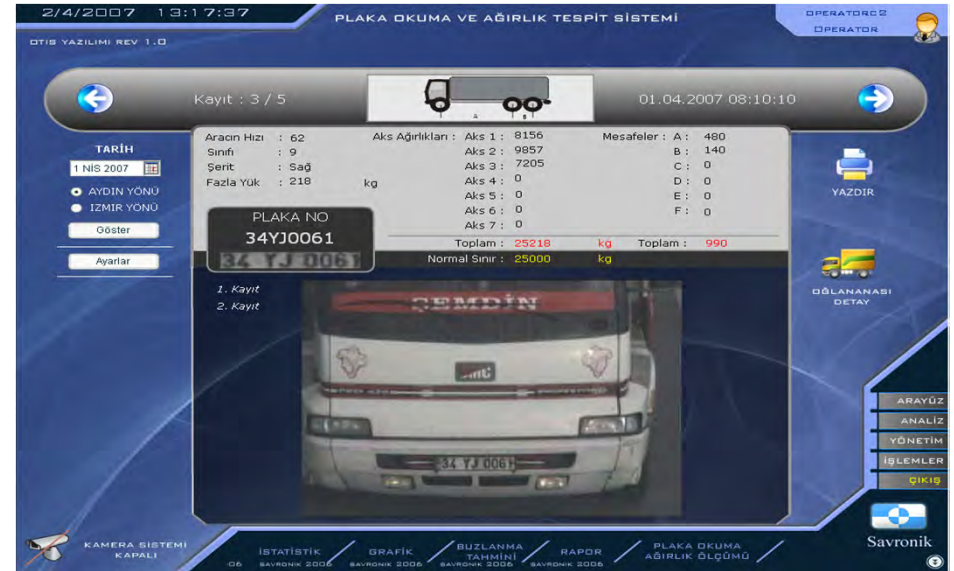 2/4/2007 13:17:37
PLAKA OKUMA VE AĞIRLIK TESPİT SİSTEMİ
OPERATORC2
OPERATOR
OTIS YAZILIMI REV 1.0
Kayıt : 3 / 5
A
B
01.04.2007 08:10:10
TARİH
1 NİS 2007
AYDIN YÖNÜ
IZMIR YÖNÜ
Göster
Ayarlar
Aracın Hızı : 62
Sınıfı : 9
Şerit : Sağ
Fazla Yük : 218 kg
Aks Ağırlıkları : Aks 1 : 8156
Aks 2 : 9857
Aks 3 : 7205
Aks 4 : 0
Aks 5 : 0
Aks 6 : 0
Aks 7 : 0
Toplam : 25218 kg
Normal Sınır : 25000 kg
Mesafeler : A : 480
B : 140
C : 0
D : 0
E : 0
F : 0
Toplam : 990
PLAKA NO
34YJ0061
34 YJ 0061
1. Kayıt
2. Kayıt
ŞEMDİN
BMC
34 YJ 0061
YAZDIR
OĞLANANASI
DETAY
ARAYÜZ
ANALİZ
YÖNETİM
İŞLEMLER
ÇIKIŞ
Savronik
KAMERA SISTEMI
KAPALI
İSTATİSTİK
GRAFİK
BUZLANMA
TAHMİNİ
RAPOR
PLAKA OKUMA
AĞIRLIK ÖLÇÜMÜ
06 SAVRONIK 2006 SAVRONIK 2006 SAVRONIK 2006 SAVRONIK 2006